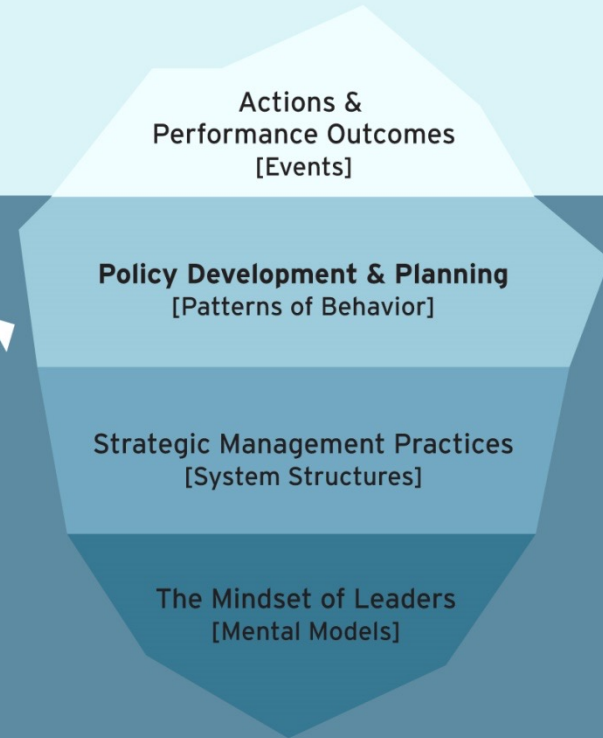 Actions &
Performance Outcomes
[Events]
Policy Development & Planning
[Patterns of Behavior]
Strategic Management Practices
[System Structures]
The Mindset of Leaders
[Mental Models]